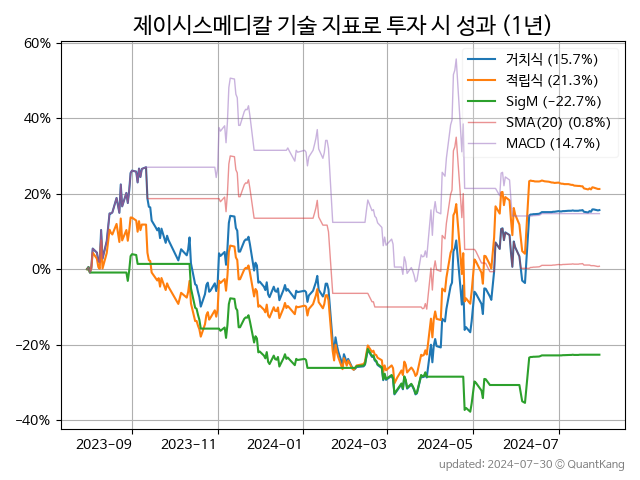 제이시스메디칼 기술 지표로 투자 시 성과 (1년)
60%
40%
20%
0%
−20%
−40%
거치식 (15.7%)
적립식 (21.3%)
SigM (−22.7%)
SMA(20) (0.8%)
MACD (14.7%)
2023-09 2023-11 2024-01 2024-03 2024-05 2024-07
updated: 2024-07-30 © QuantKang